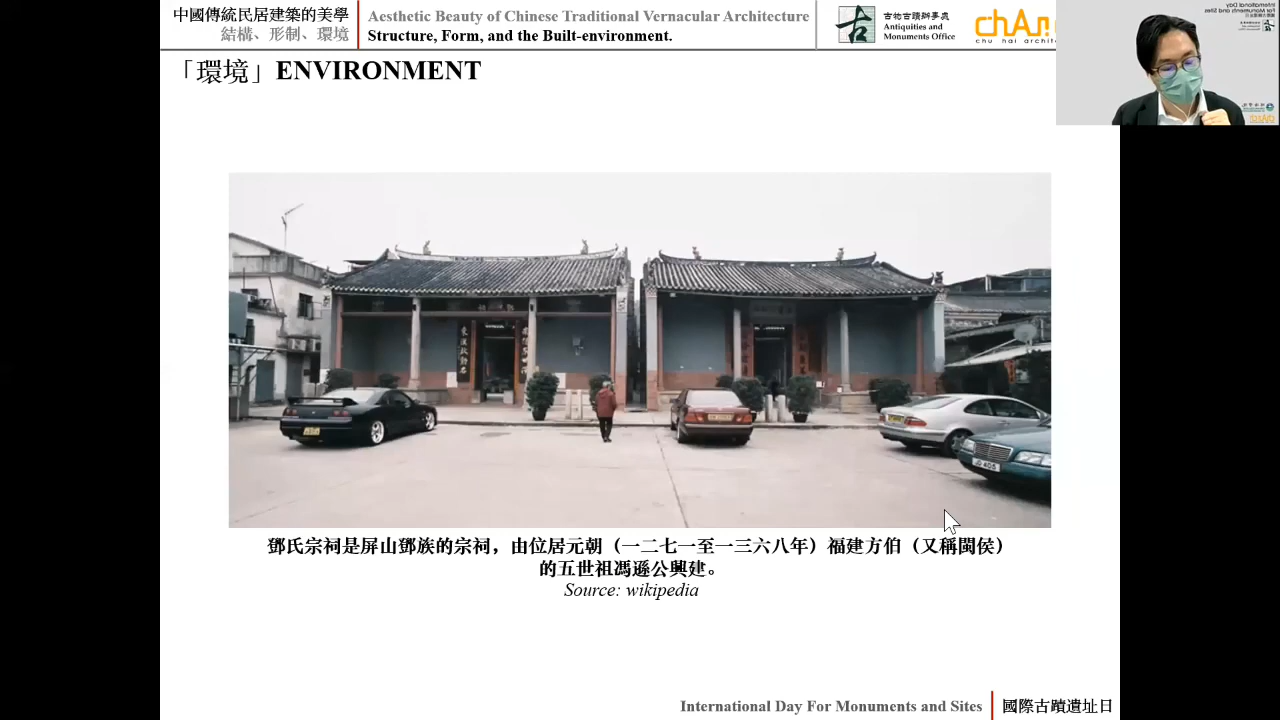 中國傳統民居建築的美學
結構、形制、環境
Aesthetic Beauty of Chinese Traditional Vernacular Architecture
Structure, Form, and the Built-environment.
古物古蹟辦事處
Antiquities and
Monuments Office
「環境」ENVIRONMENT
鄧氏宗祠是屏山鄧族的宗祠，由位居元朝（一二七一至一三六八年）福建方伯（又稱閩侯）
的五世祖馮遜公興建。
Source: wikipedia
International Day For Monuments and Sites
國際古蹟遺址日